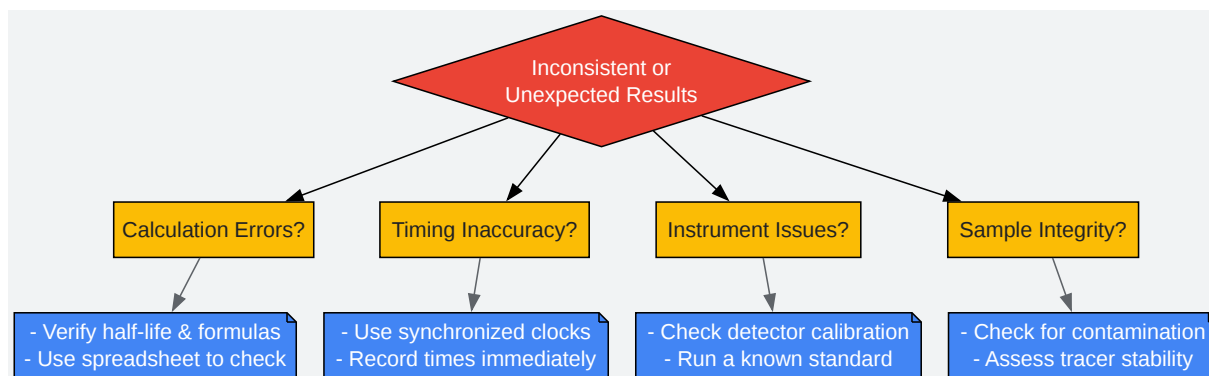 Inconsistent or
Unexpected Results
Calculation Errors?
Timing Inaccuracy?
Instrument Issues?
Sample Integrity?
- Verify half-life & formulas
- Use spreadsheet to check
- Use synchronized clocks
- Record times immediately
- Check detector calibration
- Run a known standard
- Check for contamination
- Assess tracer stability